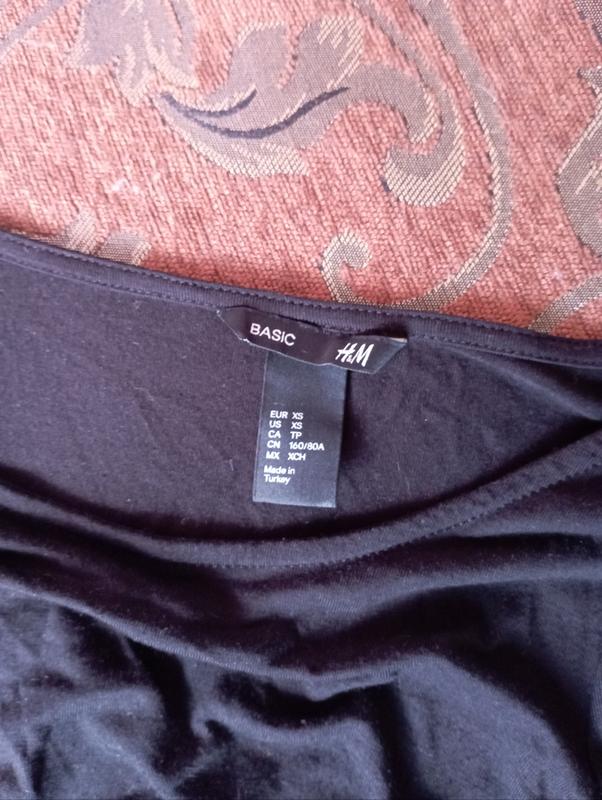 BASIC H&M
EUR XS
US XS
CA TP
CN 160/80A
MX XCH
Made in
Turkey